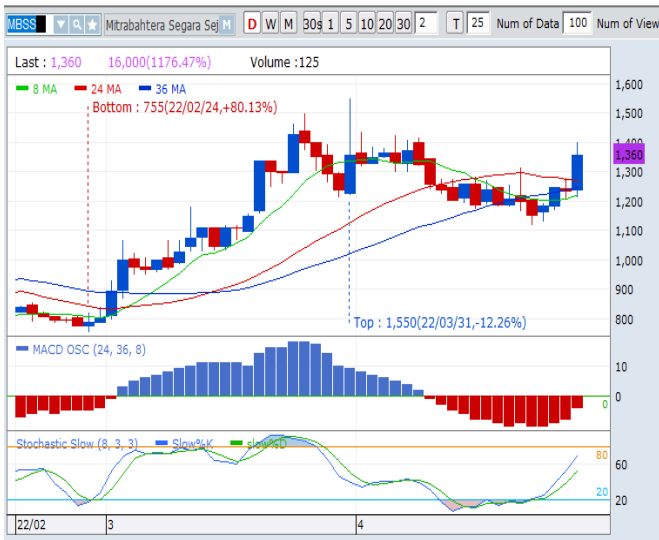 MBSS Mitrabahtera Segara Sej M D W M 30s 1 5 10 20 30 2 T 25 Num of Data 100 Num of View
Last : 1,360 16,000(1176.47%) Volume :125
8 MA 24 MA 36 MA
Bottom : 755(22/02/24,+80.13%)
1,600
1,500
1,400
1,360
1,300
1,200
1,100
1,000
900
800
Top : 1,550(22/03/31,-12.26%)
MACD OSC (24, 36, 8)
10
0
0
Stochastic Slow (8, 3, 3) Slow%K slow%D
80
60
20
20
22/02 3 4